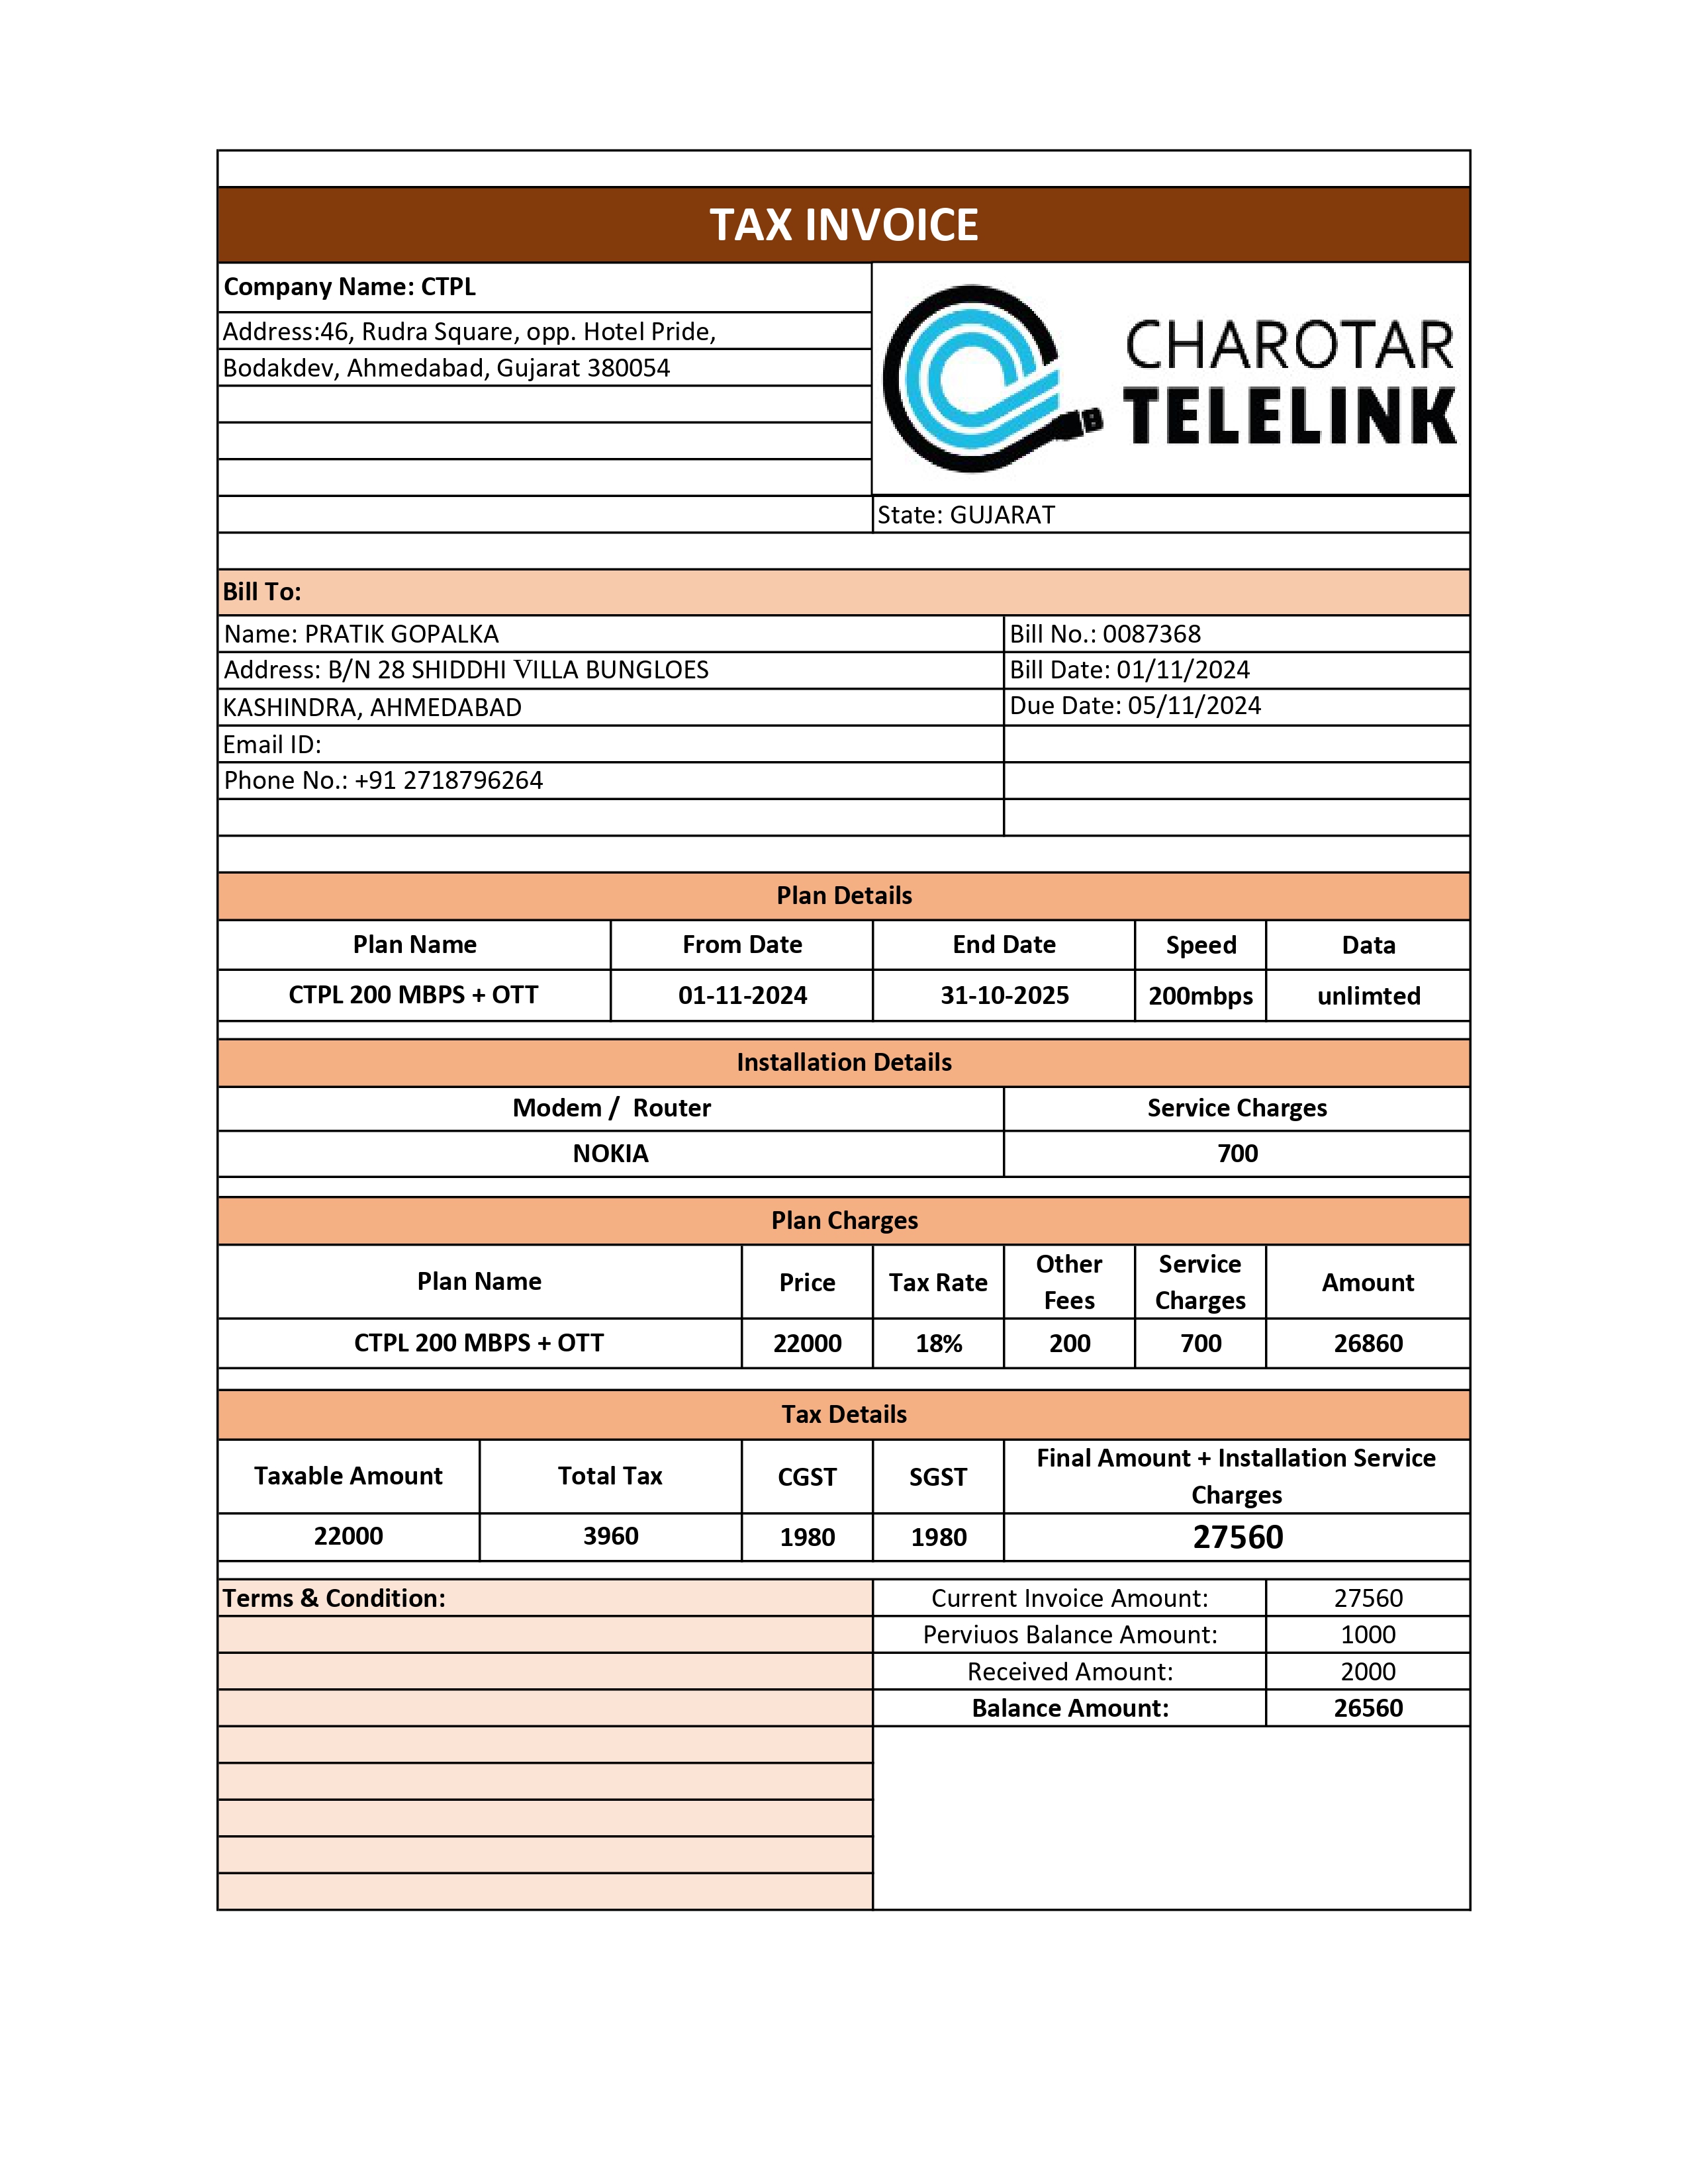 TAX INVOICE
Company Name: CTPL
Address:46, Rudra Square, opp. Hotel Pride,
Bodakdev, Ahmedabad, Gujarat 380054
CHAROTAR
TELELINK
State: GUJARAT
Bill To:
Name: PRATIK GOPALKA
Bill No.: 0087368
Address: B/N 28 SHIDDHI VILLA BUNGLOES
Bill Date: 01/11/2024
KASHINDRA, AHMEDABAD
Due Date: 05/11/2024
Email ID:
Phone No.: +91 2718796264
Plan Details
Plan Name From Date End Date Speed Data
CTPL 200 MBPS + OTT 01-11-2024 31-10-2025 200mbps unlimted
Installation Details
Modem / Router Service Charges
NOKIA 700
Plan Charges
Plan Name Price Tax Rate Other Fees Service Charges Amount
CTPL 200 MBPS + OTT 22000 18% 200 700 26860
Tax Details
Taxable Amount Total Tax CGST SGST Final Amount + Installation Service Charges
22000 3960 1980 1980 27560
Terms & Condition:
Current Invoice Amount: 27560
Perviuos Balance Amount: 1000
Received Amount: 2000
Balance Amount: 26560